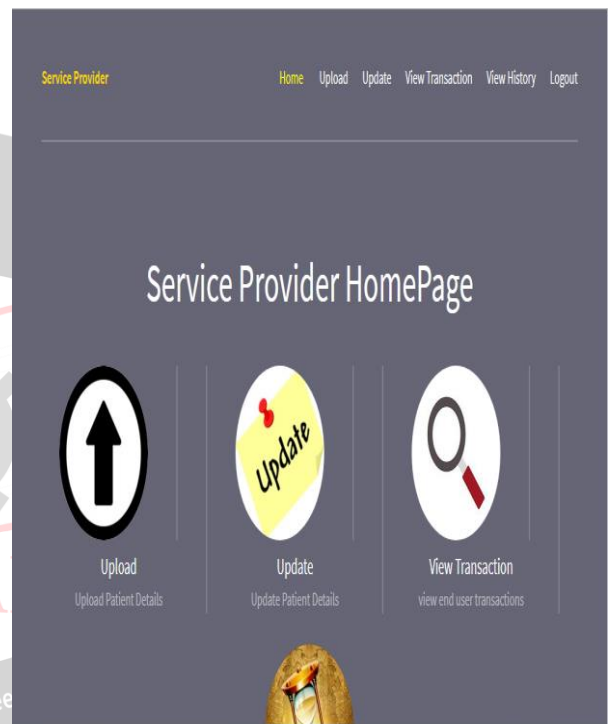 Service Provider
Home Upload Update View Transaction View History Logout
Service Provider HomePage
Update
Upload Update View Transaction
Upload Patient Details Update Patient Details view end user transactions